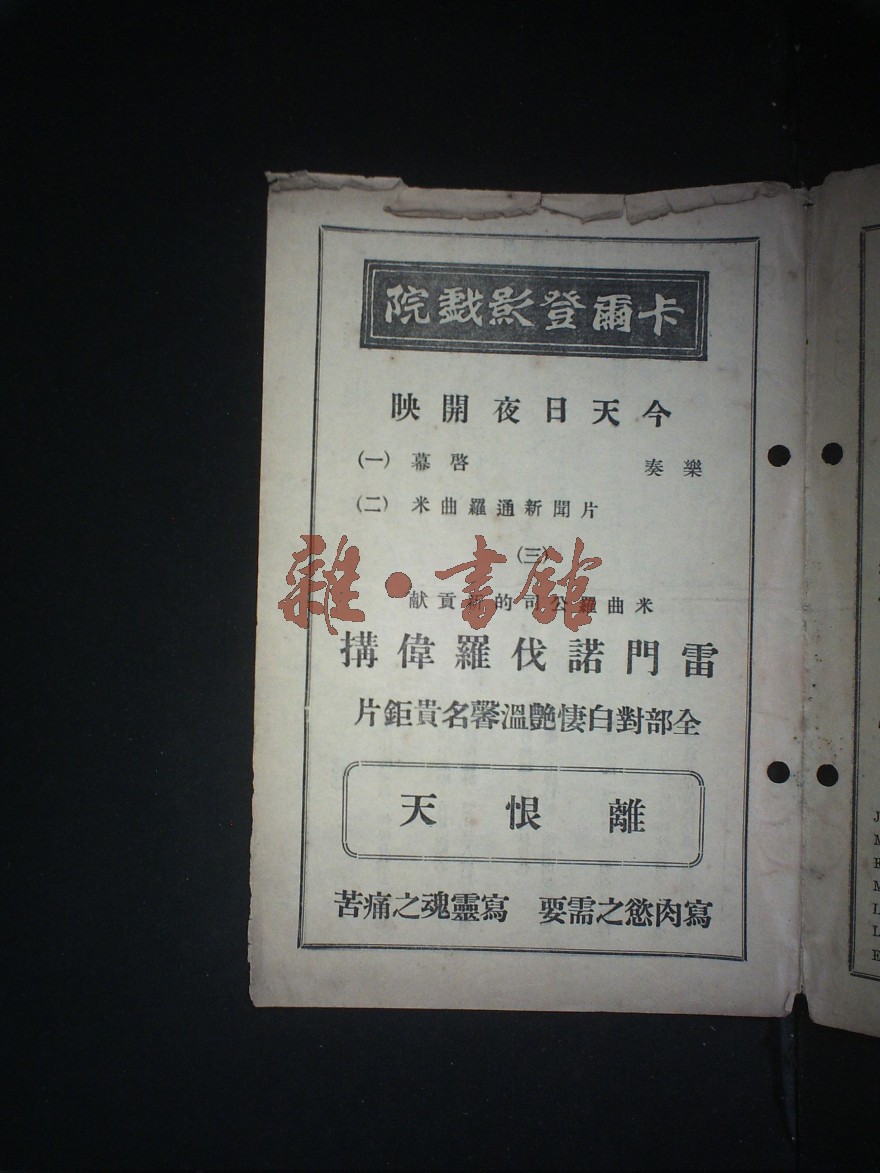 卡爾登影戲院
今天日夜開映
(一) 幕啓 奏樂
(二) 米曲羅通新聞片
(三)
米曲羅公司的新貢献
雷門諾伐羅偉構
全部對白悽艷溫馨名貴鉅片
離恨天
寫肉慾之需要 寫靈魂之痛苦
雜·書館
J
M
E
M
L
L
E